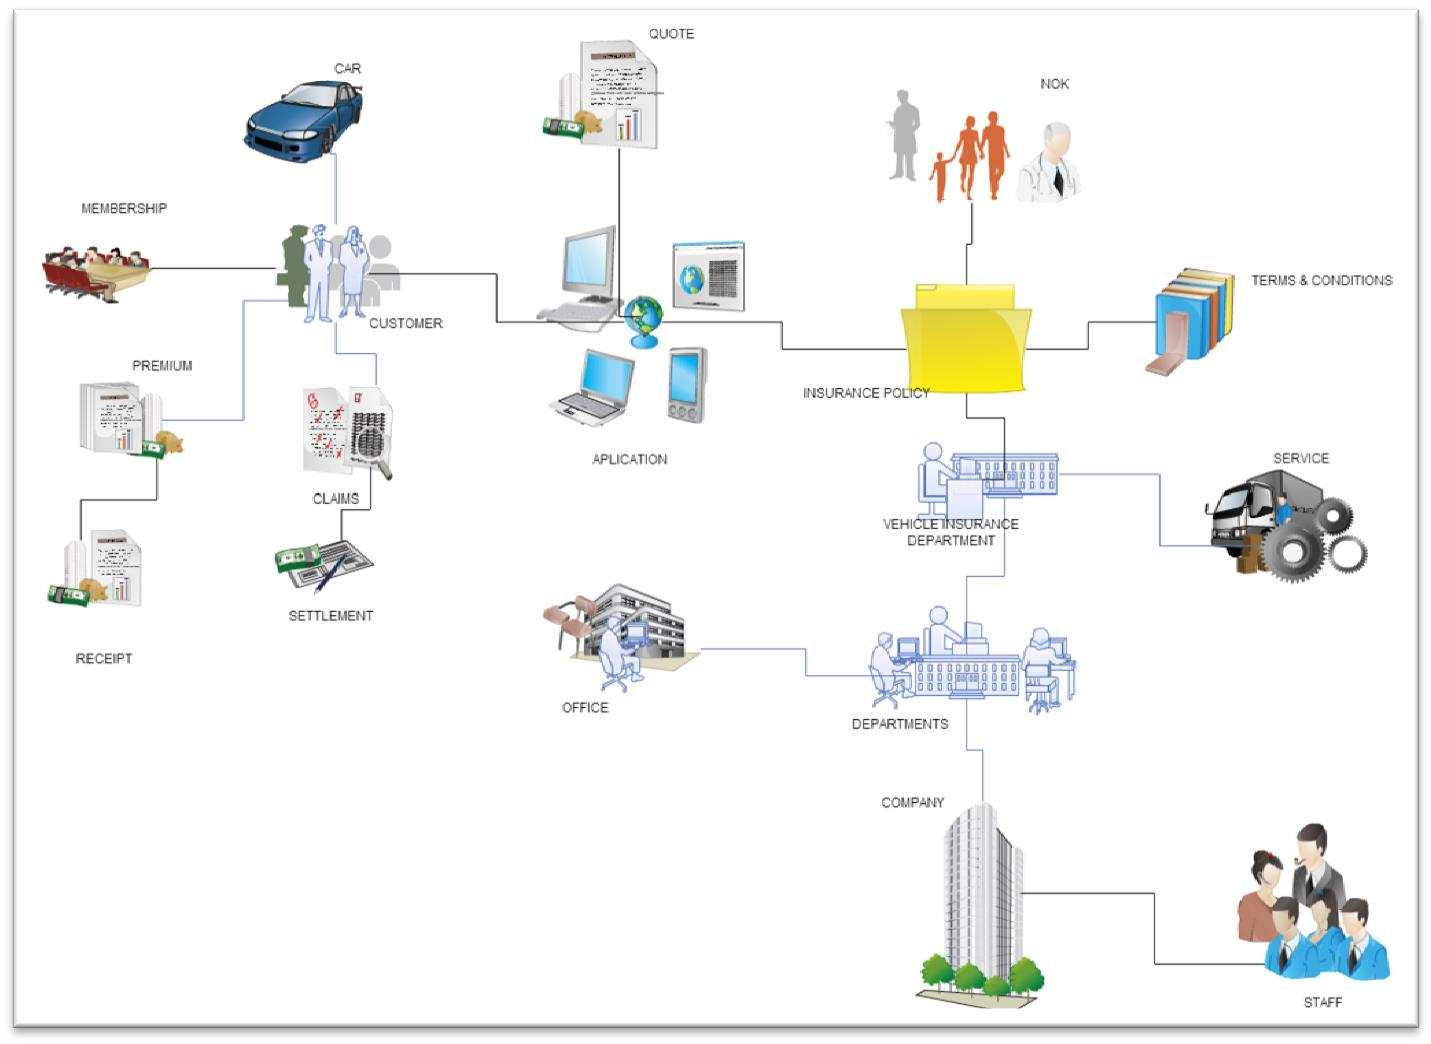 QUOTE
CAR
NOK
MEMBERSHIP
TERMS & CONDITIONS
CUSTOMER
PREMIUM
INSURANCE POLICY
APLICATION
SERVICE
CLAIMS
VEHICLE INSURANCE
DEPARTMENT
SETTLEMENT
RECEIPT
OFFICE
DEPARTMENTS
COMPANY
STAFF